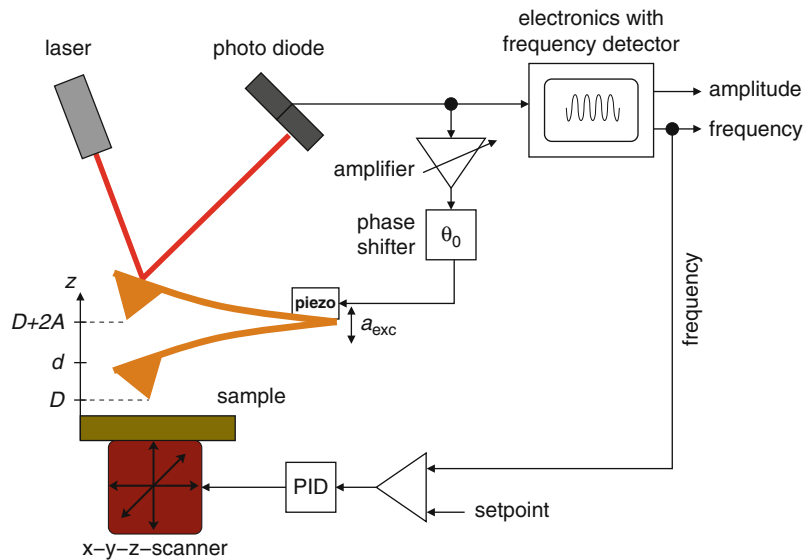 laser
photo diode
electronics with
frequency detector
amplitude
frequency
amplifier
phase
shifter
θ0
z
piezo
aexc
D+2A
d
D
frequency
sample
PID
setpoint
x-y-z-scanner